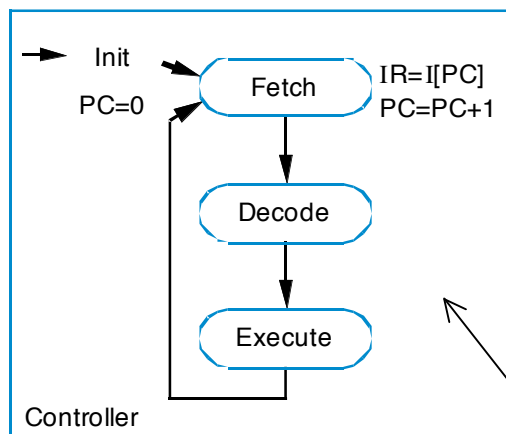 Init
PC=0
Fetch
IR=I[PC]
PC=PC+1
Decode
Execute
Controller